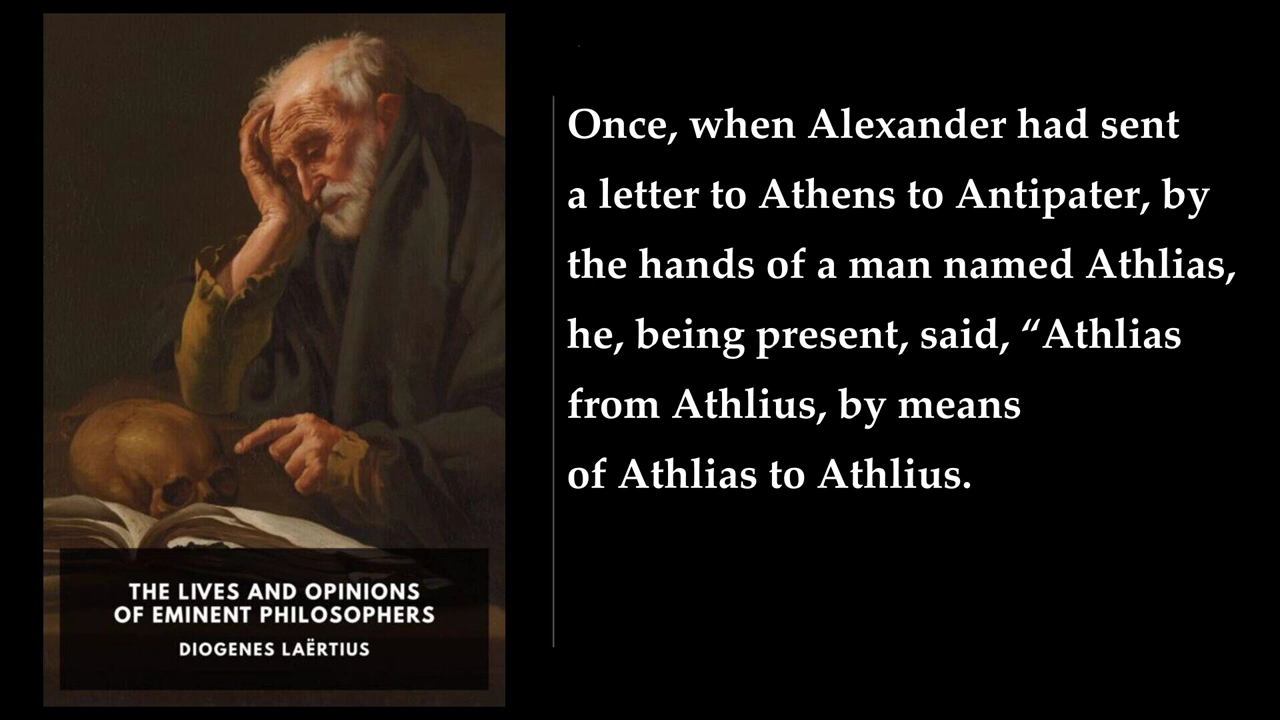 THE LIVES AND OPINIONS
OF EMINENT PHILOSOPHERS
DIOGENES LAËRTIUS
Once, when Alexander had sent
a letter to Athens to Antipater, by
the hands of a man named Athlias,
he, being present, said, “Athlias
from Athlius, by means
of Athlias to Athlius.